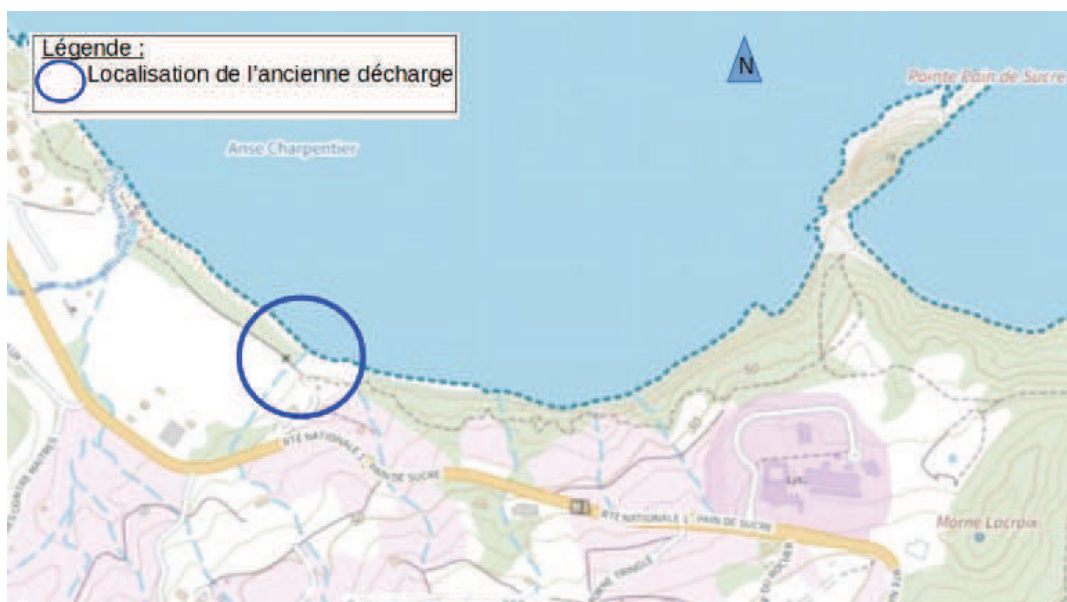 Légende :
Localisation de l'ancienne décharge
N
Pointe Pain de Sucre
Anse Charpentier
50
50
RTE NATIONALE 1 PAIN DE SUCRE
RTE NATIONALE 1 PAIN DE SUCRE
Morne Lacroix